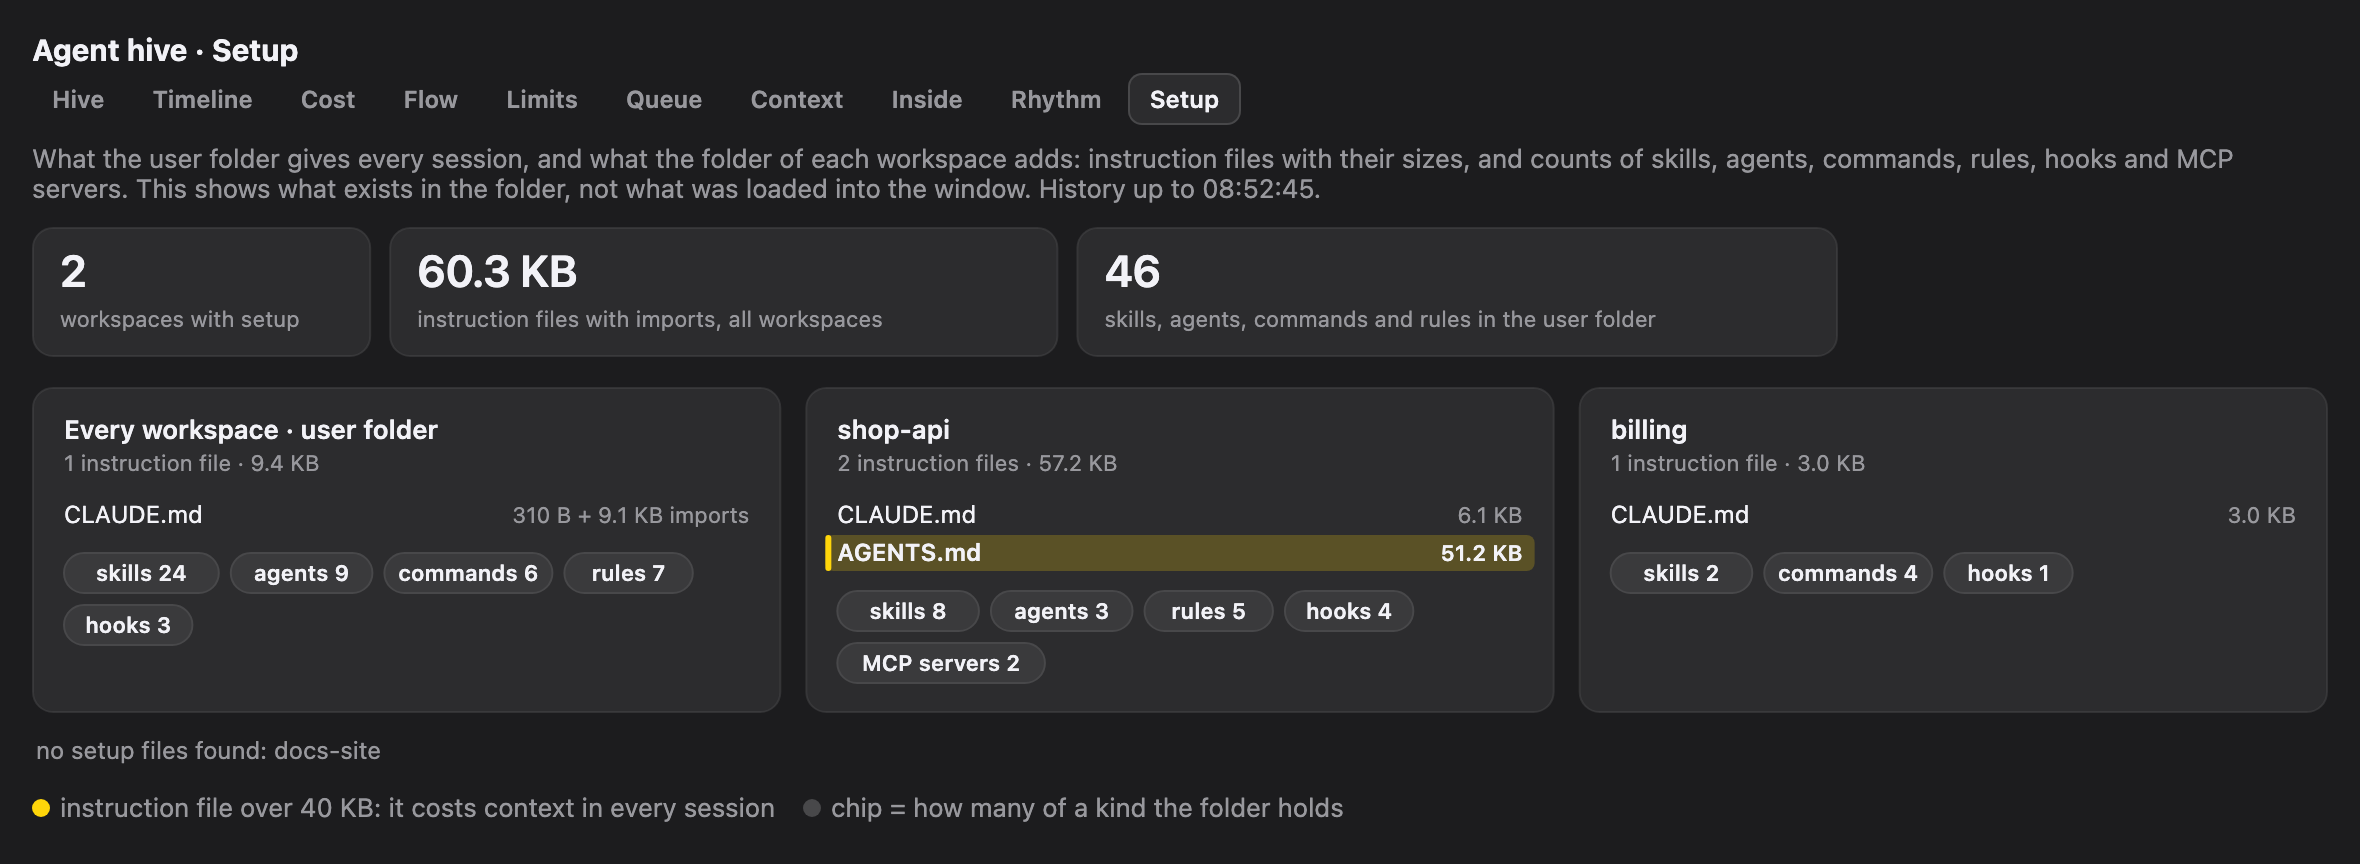 Agent hive · Setup
Hive Timeline Cost Flow Limits Queue Context Inside Rhythm Setup
What the user folder gives every session, and what the folder of each workspace adds: instruction files with their sizes, and counts of skills, agents, commands, rules, hooks and MCP
servers. This shows what exists in the folder, not what was loaded into the window. History up to 08:52:45.
2
workspaces with setup
60.3 KB
instruction files with imports, all workspaces
46
skills, agents, commands and rules in the user folder
Every workspace · user folder
1 instruction file · 9.4 KB
CLAUDE.md 310 B + 9.1 KB imports
skills 24 agents 9 commands 6 rules 7
hooks 3
shop-api
2 instruction files · 57.2 KB
CLAUDE.md 6.1 KB
AGENTS.md 51.2 KB
skills 8 agents 3 rules 5 hooks 4
MCP servers 2
billing
1 instruction file · 3.0 KB
CLAUDE.md 3.0 KB
skills 2 commands 4 hooks 1
no setup files found: docs-site
instruction file over 40 KB: it costs context in every session chip = how many of a kind the folder holds